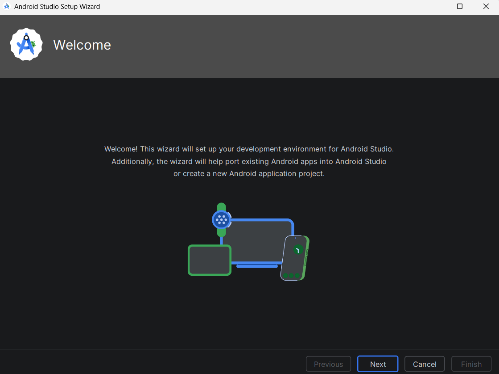 Android Studio Setup Wizard
Welcome
Welcome! This wizard will set up your development environment for Android Studio.
Additionally, the wizard will help port existing Android apps into Android Studio
or create a new Android application project.
Previous
Next
Cancel
Finish